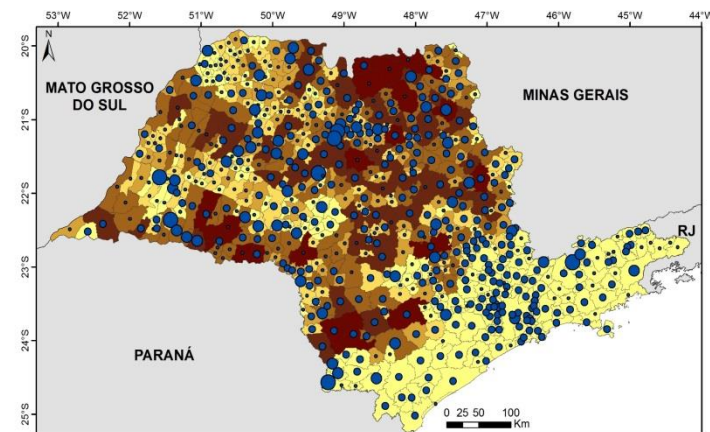 53°W 52°W 51°W 50°W 49°W 48°W 47°W 46°W 45°W 44°W
N
20°S
21°S
22°S
23°S
24°S
25°S
MATO GROSSO
DO SUL
MINAS GERAIS
RJ
PARANÁ
0 25 50 100
Km